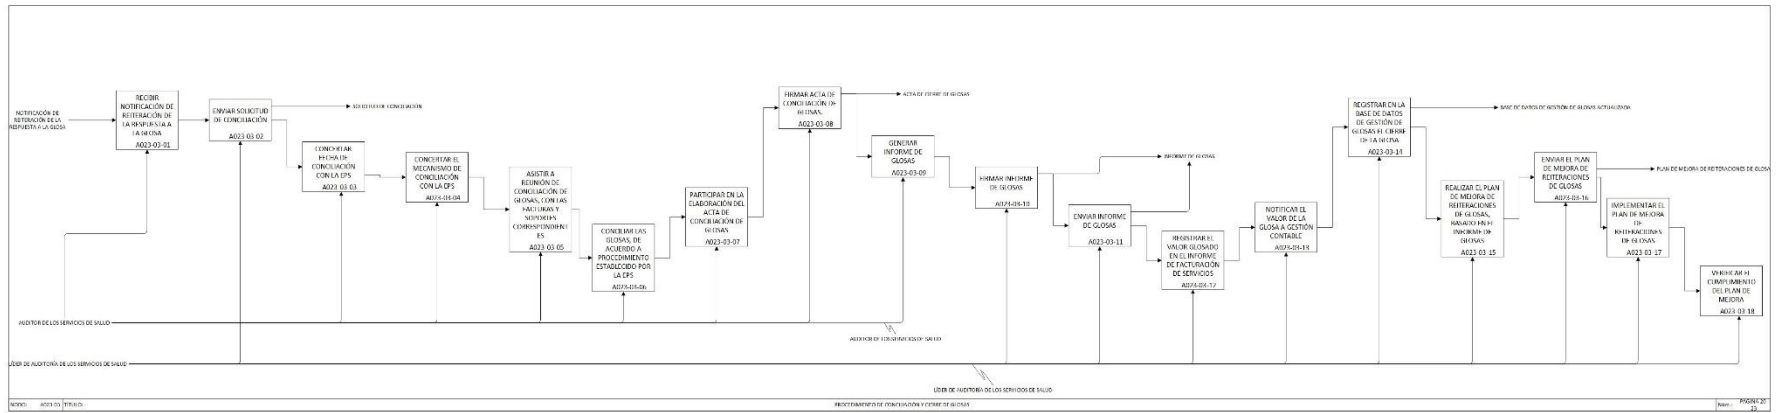 NOTIFICACIÓN DE
REITERACIÓN DE LA
RESPUESTA A LA GLOSA
RECIBIR
NOTIFICACIÓN DE
REITERACIÓN DE
LA RESPUESTA A
LA GLOSA
A023-03-01
ENVIAR SOLICITUD
DE CONCILIACIÓN
A023-03-02
SOLICITUD DE CONCILIACIÓN
CONCERTAR
FECHA DE
CONCILIACIÓN
CON LA EPS
A023-03-03
CONCERTAR EL
MECANISMO DE
CONCILIACIÓN
CON LA EPS
A023-03-04
ASISTIR A
REUNIÓN DE
CONCILIACIÓN DE
GLOSAS, CON LAS
FACTURAS Y
SOPORTES
CORRESPONDIENT
ES
A023-03-05
CONCILIAR LAS
GLOSAS, DE
ACUERDO A
PROCEDIMIENTO
ESTABLECIDO POR
LA EPS
A023-03-06
PARTICIPAR EN LA
ELABORACIÓN DEL
ACTA DE
CONCILIACIÓN DE
GLOSAS
A023-03-07
FIRMAR ACTA DE
CONCILIACIÓN DE
GLOSAS.
A023-03-08
ACTA DE CIERRE DE GLOSAS
GENERAR
INFORME DE
GLOSAS
A023-03-09
FIRMAR INFORME
DE GLOSAS
A023-03-10
INFORME DE GLOSAS
ENVIAR INFORME
DE GLOSAS
A023-03-11
REGISTRAR EL
VALOR GLOSADO
EN EL INFORME
DE FACTURACIÓN
DE SERVICIOS
A023-03-12
NOTIFICAR EL
VALOR DE LA
GLOSA A GESTIÓN
CONTABLE
A023-03-13
REGISTRAR EN LA
BASE DE DATOS
DE GESTIÓN DE
GLOSAS EL CIERRE
DE LA GLOSA
A023-03-14
BASE DE DATOS DE GESTIÓN DE GLOSAS ACTUALIZADA
REALIZAR EL PLAN
DE MEJORA DE
REITERACIONES
DE GLOSAS,
BASADO EN EL
INFORME DE
GLOSAS
A023-03-15
ENVIAR EL PLAN
DE MEJORA DE
REITERACIONES
DE GLOSAS
A023-03-16
PLAN DE MEJORA DE REITERACIONES DE GLOSA
IMPLEMENTAR EL
PLAN DE MEJORA
DE
REITERACIONES
DE GLOSAS
A023-03-17
VERIFICAR EL
CUMPLIMIENTO
DEL PLAN DE
MEJORA
A023-03-18
AUDITOR DE LOS SERVICIOS DE SALUD
AUDITOR DE LOS SERVICIOS DE SALUD
LÍDER DE AUDITORÍA DE LOS SERVICIOS DE SALUD
LÍDER DE AUDITORÍA DE LOS SERVICIOS DE SALUD
NODO: A023-03 TÍTULO: PROCEDIMIENTO DE CONCILIACIÓN Y CIERRE DE GLOSAS Núm.: PÁGINA 20
23